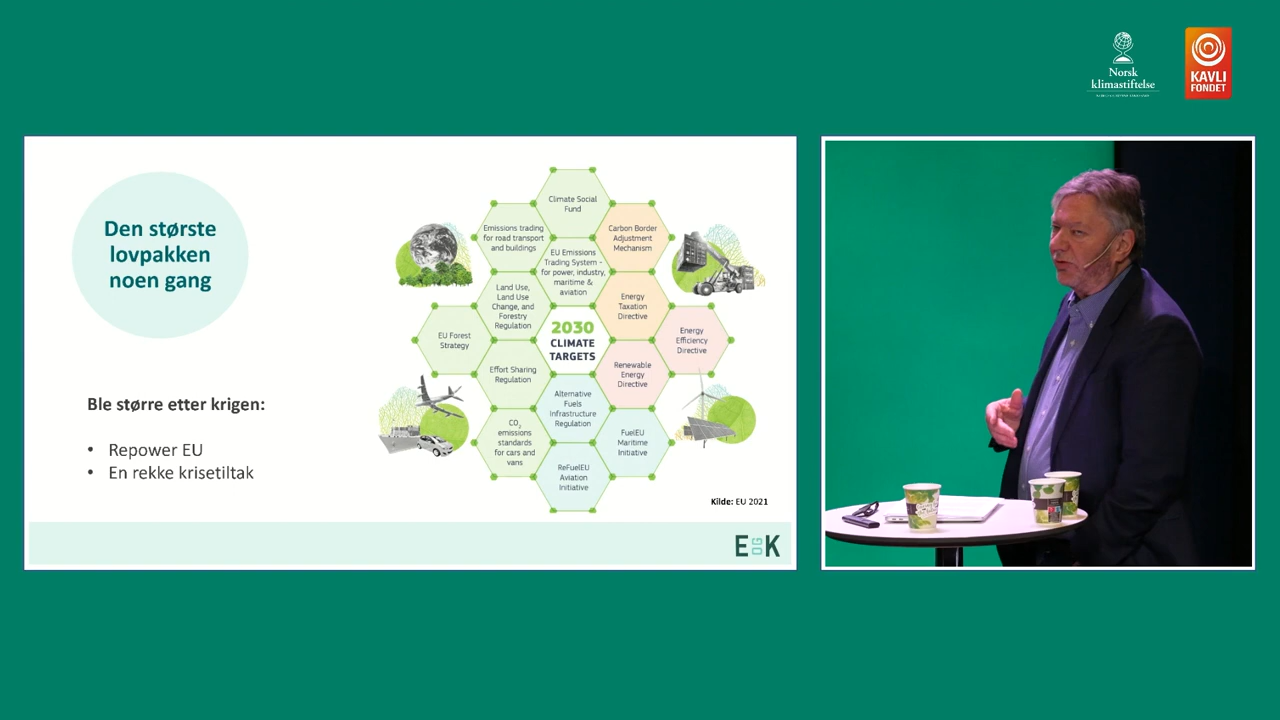 Norsk
klimastiftelse
KAVLI
FONDET
Den største
lovpakken
noen gang
Ble større etter krigen:
• Repower EU
• En rekke krisetiltak
Climate Social
Fund
Emissions trading
for road transport
and buildings
Carbon Border
Adjustment
Mechanism
EU Emissions
Trading System -
for power, industry,
maritime &
aviation
Land Use,
Land Use
Change, and
Forestry
Regulation
Energy
Taxation
Directive
EU Forest
Strategy
2030
CLIMATE
TARGETS
Energy
Efficiency
Directive
Effort Sharing
Regulation
Renewable
Energy
Directive
Alternative
Fuels
Infrastructure
Regulation
CO₂
emissions
standards
for cars and
vans
FuelEU
Maritime
Initiative
ReFuelEU
Aviation
Initiative
Kilde: EU 2021
E OG K